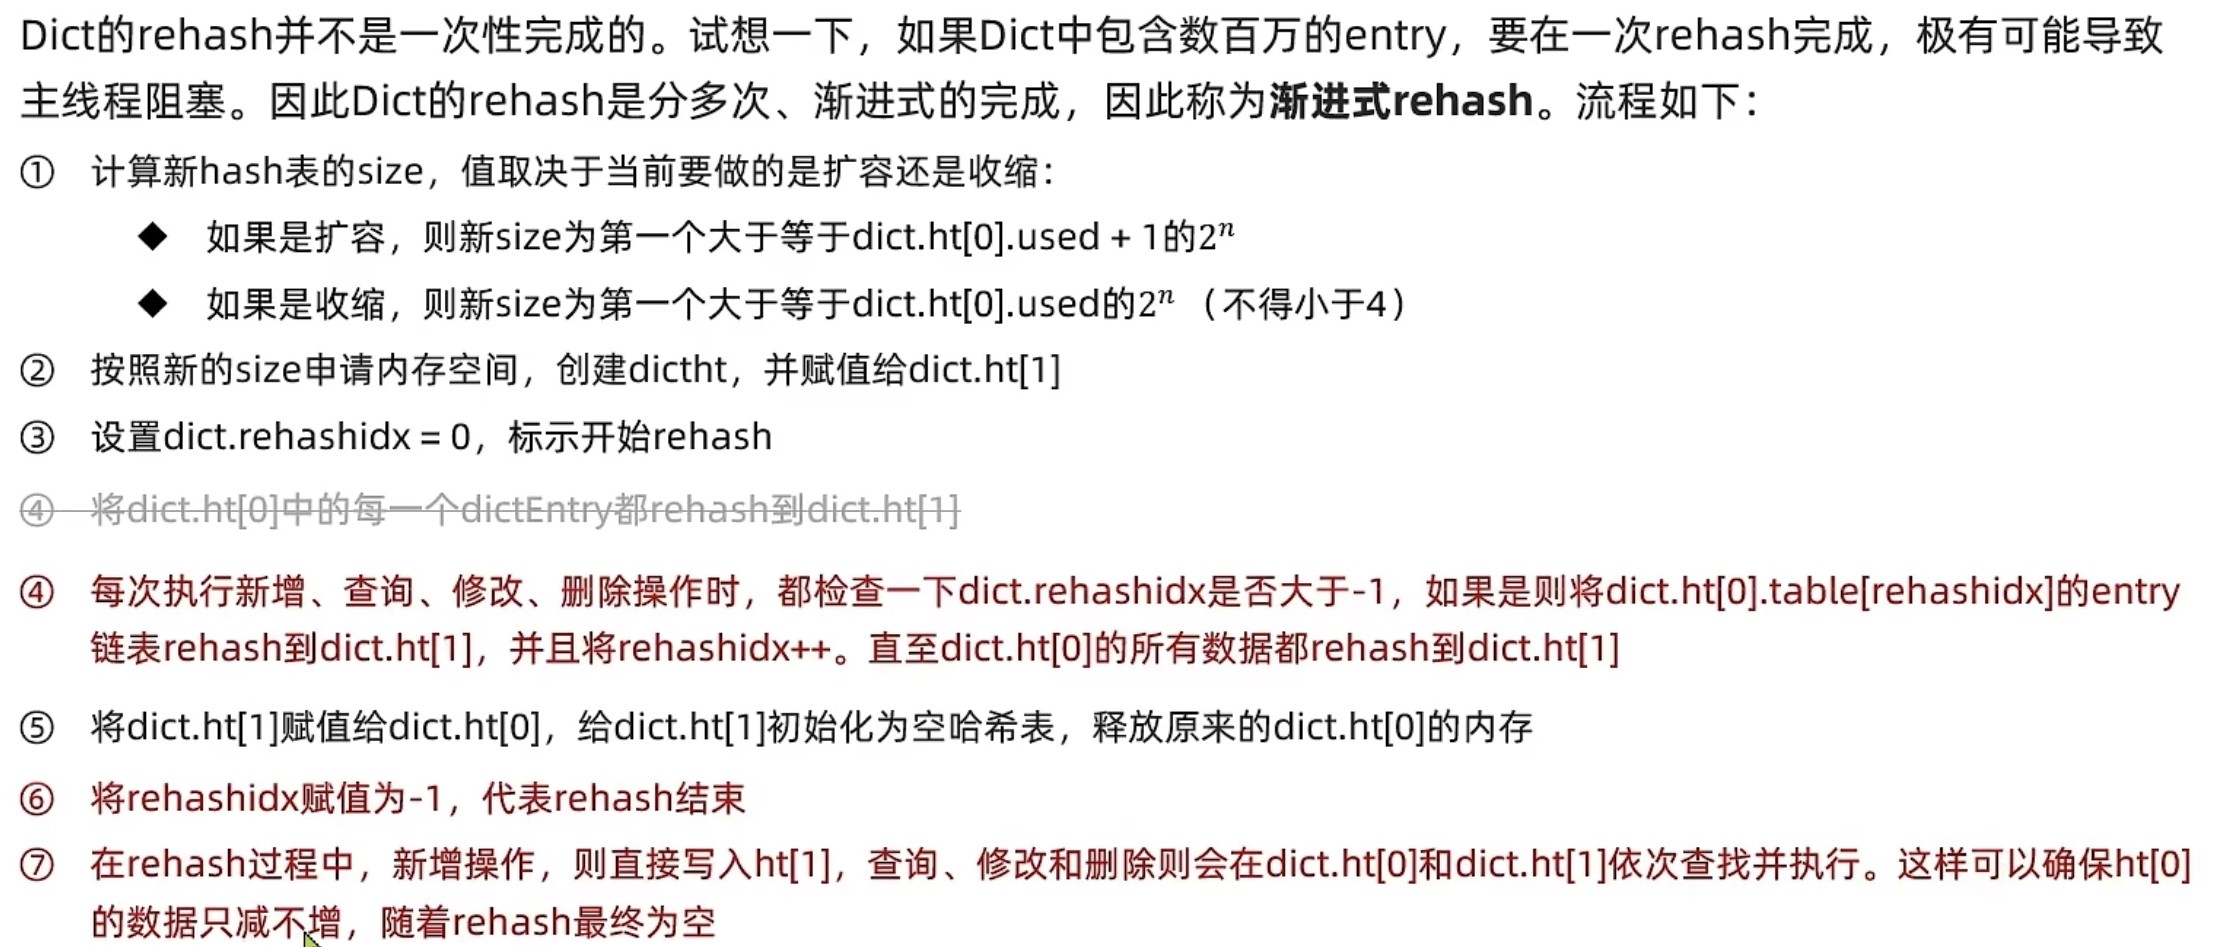 Dict的rehash并不是一次性完成的。试想一下，如果Dict中包含数百万的entry，要在一次rehash完成，极有可能导致
主线程阻塞。因此Dict的rehash是分多次、渐进式的完成，因此称为渐进式rehash。流程如下：
① 计算新hash表的size，值取决于当前要做的是扩容还是收缩：
◆ 如果是扩容，则新size为第一个大于等于dict.ht[0].used + 1的2ⁿ
◆ 如果是收缩，则新size为第一个大于等于dict.ht[0].used的2ⁿ （不得小于4）
② 按照新的size申请内存空间，创建dictht，并赋值给dict.ht[1]
③ 设置dict.rehashidx = 0，标示开始rehash
④ 将dict.ht[0]中的每一个dictEntry都rehash到dict.ht[1]
④ 每次执行新增、查询、修改、删除操作时，都检查一下dict.rehashidx是否大于-1，如果是则将dict.ht[0].table[rehashidx]的entry
链表rehash到dict.ht[1]，并且将rehashidx++。直至dict.ht[0]的所有数据都rehash到dict.ht[1]
⑤ 将dict.ht[1]赋值给dict.ht[0]，给dict.ht[1]初始化为空哈希表，释放原来的dict.ht[0]的内存
⑥ 将rehashidx赋值为-1，代表rehash结束
⑦ 在rehash过程中，新增操作，则直接写入ht[1]，查询、修改和删除则会在dict.ht[0]和dict.ht[1]依次查找并执行。这样可以确保ht[0]
的数据只减不增，随着rehash最终为空